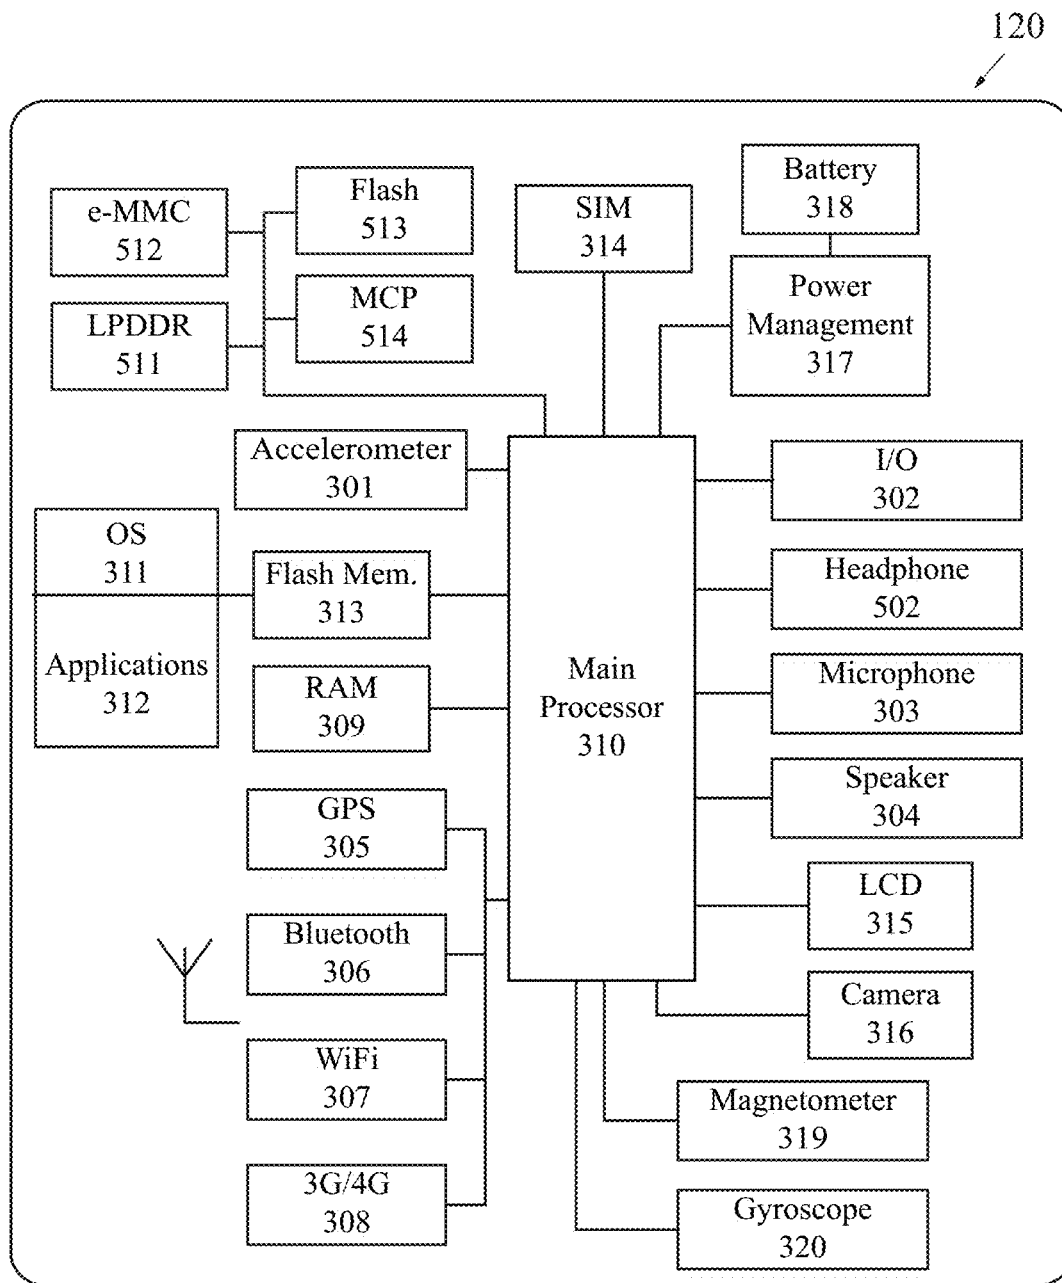 120
Battery
318
Flash
513
SIM
314
e-MMC
512
Power
Management
317
MCP
514
LPDDR
511
Accelerometer
301
I/O
302
OS
311
Flash Mem.
313
Headphone
502
Applications
312
RAM
309
Main
Processor
310
Microphone
303
Speaker
304
GPS
305
LCD
315
Bluetooth
306
Camera
316
WiFi
307
Magnetometer
319
3G/4G
308
Gyroscope
320